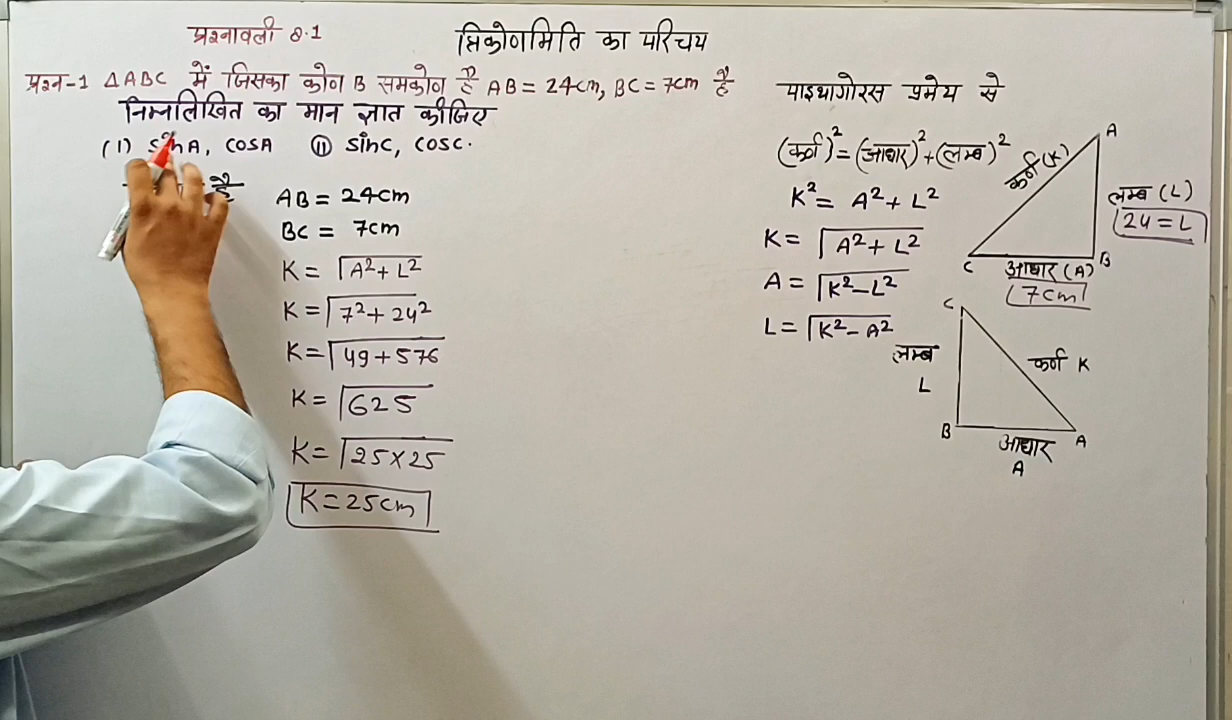 प्रश्नावली 8.1
त्रिकोणमिति का परिचय
प्रश्न-1 △ABC में जिसका कोण B समकोण है AB = 24cm, BC = 7cm है
निम्नलिखित का मान ज्ञात कीजिए
(1) sinA, cosA (ii) sinc, cosc.
है
AB = 24cm
BC = 7cm
K = √A²+L²
K = √7²+24²
K = √49+576
K = √625
K = √25×25
K = 25cm
पाइथागोरस प्रमेय से
(कर्ण)² = (आधार)² + (लम्ब)²
K² = A² + L²
K = √A²+L²
A = √K²-L²
L = √K²-A²
A
कर्ण (K)
लम्ब (L)
24 = L
C
आधार (A)
B
7cm
C
लम्ब
L
कर्ण K
B
आधार
A
A